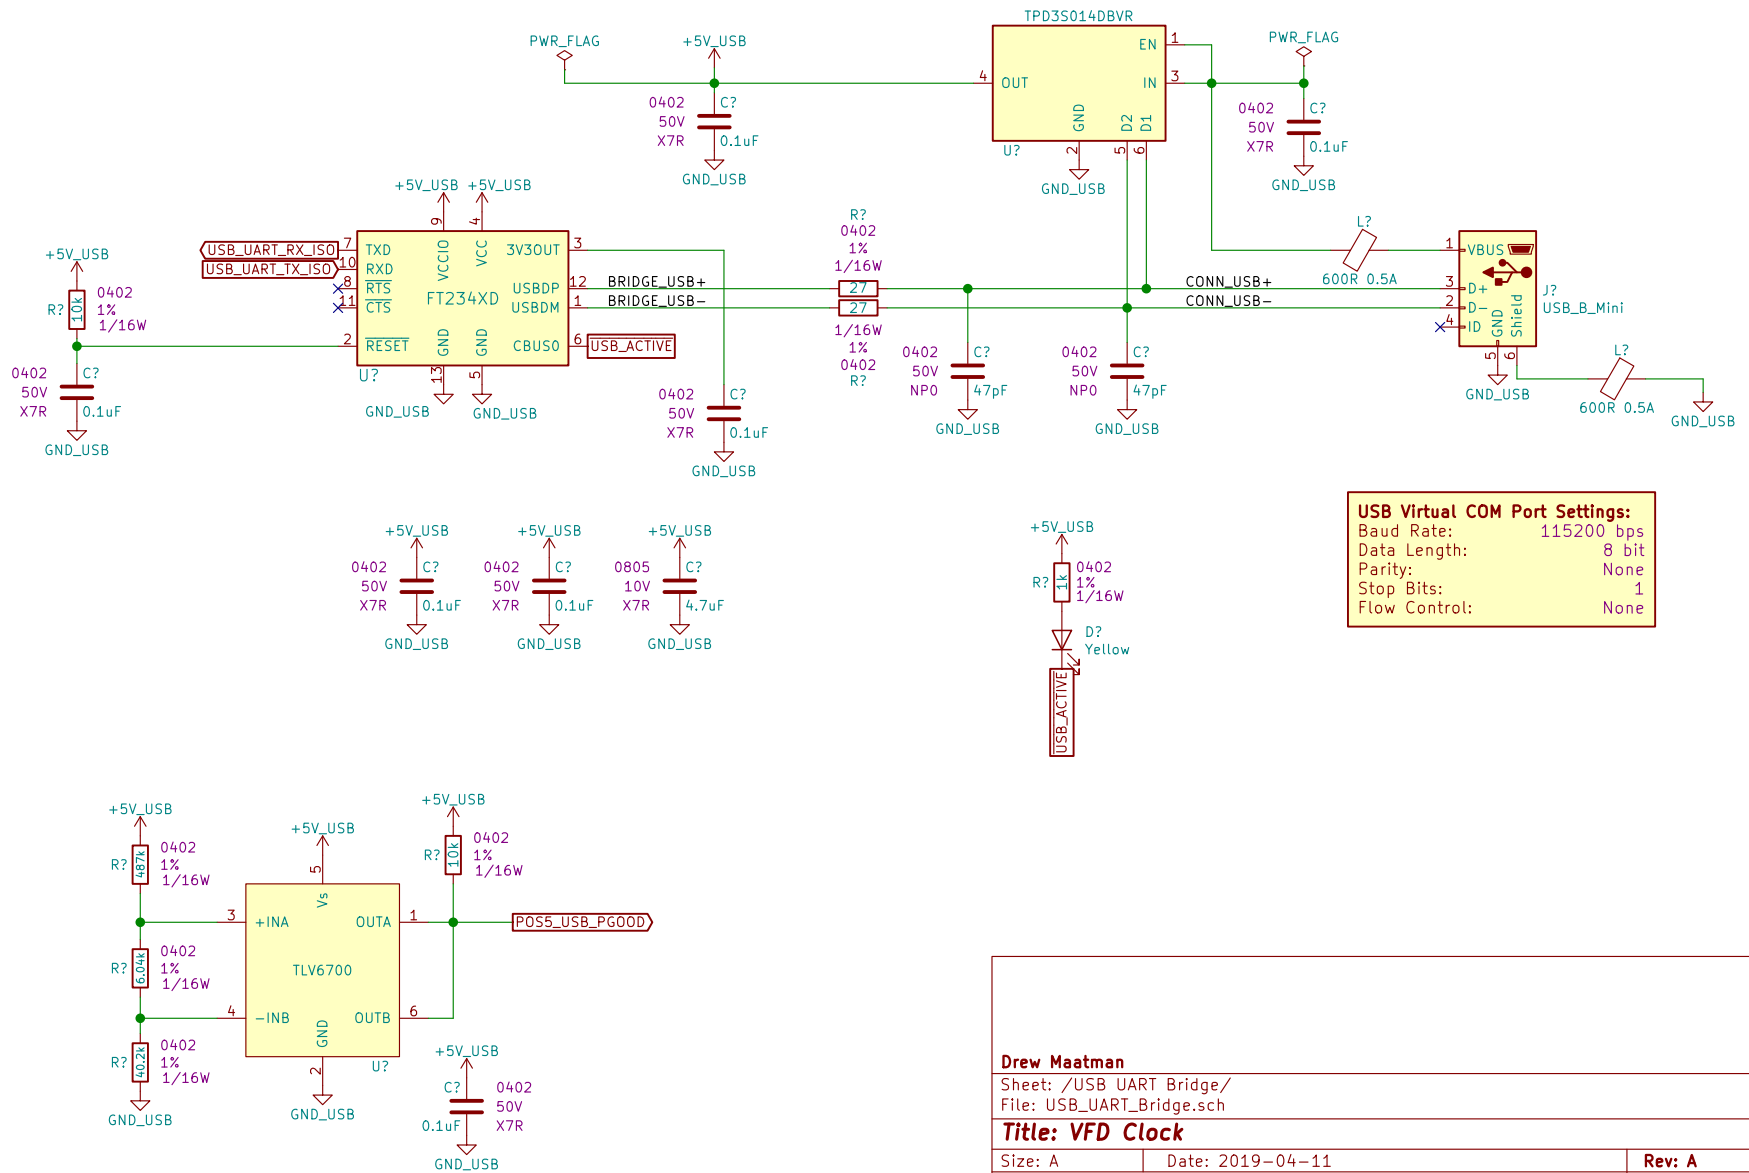 TPD3S014DBVR
PWR_FLAG
+5V_USB
EN 1
PWR_FLAG
4 OUT
IN 3
GND
D2
D1
2
5
6
U?
GND_USB
0402
50V
X7R
C?
0.1uF
GND_USB
0402
50V
X7R
C?
0.1uF
GND_USB
+5V_USB
+5V_USB
9
4
USB_UART_RX_ISO
7 TXD
USB_UART_TX_ISO
10 RXD
8 RTS
11 CTS
2 RESET
VCCIO
VCC
FT234XD
3V3OUT 3
USBDP 12
USBDM 1
CBUS0 6
USB_ACTIVE
GND
GND
13
5
U?
GND_USB
GND_USB
+5V_USB
R?
10k
0402
1%
1/16W
0402
50V
X7R
C?
0.1uF
GND_USB
BRIDGE_USB+
BRIDGE_USB-
0402
50V
X7R
C?
0.1uF
GND_USB
R?
0402
1%
1/16W
27
27
1/16W
1%
0402
R?
0402
50V
NP0
C?
47pF
GND_USB
0402
50V
NP0
C?
47pF
GND_USB
CONN_USB+
CONN_USB-
L?
600R 0.5A
1 VBUS
3 D+
2 D-
4 ID
GND
Shield
5
6
J?
USB_B_Mini
GND_USB
L?
600R 0.5A
GND_USB
+5V_USB
0402
50V
X7R
C?
0.1uF
GND_USB
+5V_USB
0402
50V
X7R
C?
0.1uF
GND_USB
+5V_USB
0805
10V
X7R
C?
4.7uF
GND_USB
+5V_USB
R?
1k
0402
1%
1/16W
D?
Yellow
USB_ACTIVE
USB Virtual COM Port Settings:
Baud Rate: 115200 bps
Data Length: 8 bit
Parity: None
Stop Bits: 1
Flow Control: None
+5V_USB
R?
487k
0402
1%
1/16W
R?
6.04k
0402
1%
1/16W
R?
40.2k
0402
1%
1/16W
GND_USB
+5V_USB
5
Vs
3 +INA
4 -INB
TLV6700
OUTA 1
OUTB 6
GND
2
U?
GND_USB
+5V_USB
R?
10k
0402
1%
1/16W
POS5_USB_PGOOD
+5V_USB
C?
0.1uF
0402
50V
X7R
GND_USB
Drew Maatman
Sheet: /USB UART Bridge/
File: USB_UART_Bridge.sch
Title: VFD Clock
Size: A
Date: 2019-04-11
Rev: A